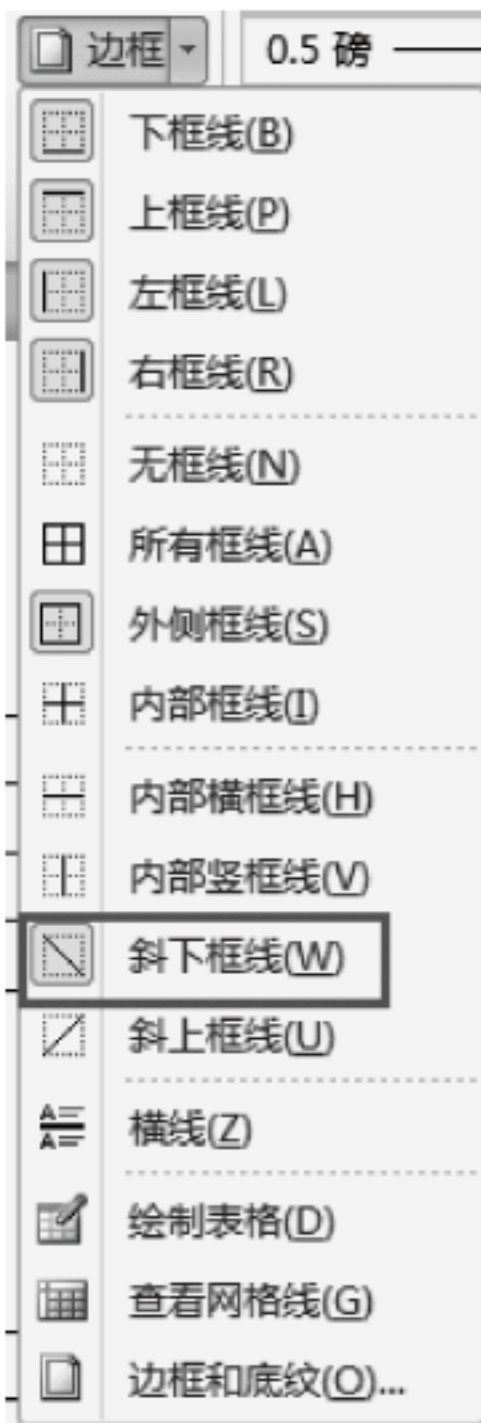 边框 0.5 磅
下框线(B)
上框线(P)
左框线(L)
右框线(R)
无框线(N)
所有框线(A)
外侧框线(S)
内部框线(I)
内部横框线(H)
内部竖框线(V)
斜下框线(W)
斜上框线(U)
横线(Z)
绘制表格(D)
查看网格线(G)
边框和底纹(O)...